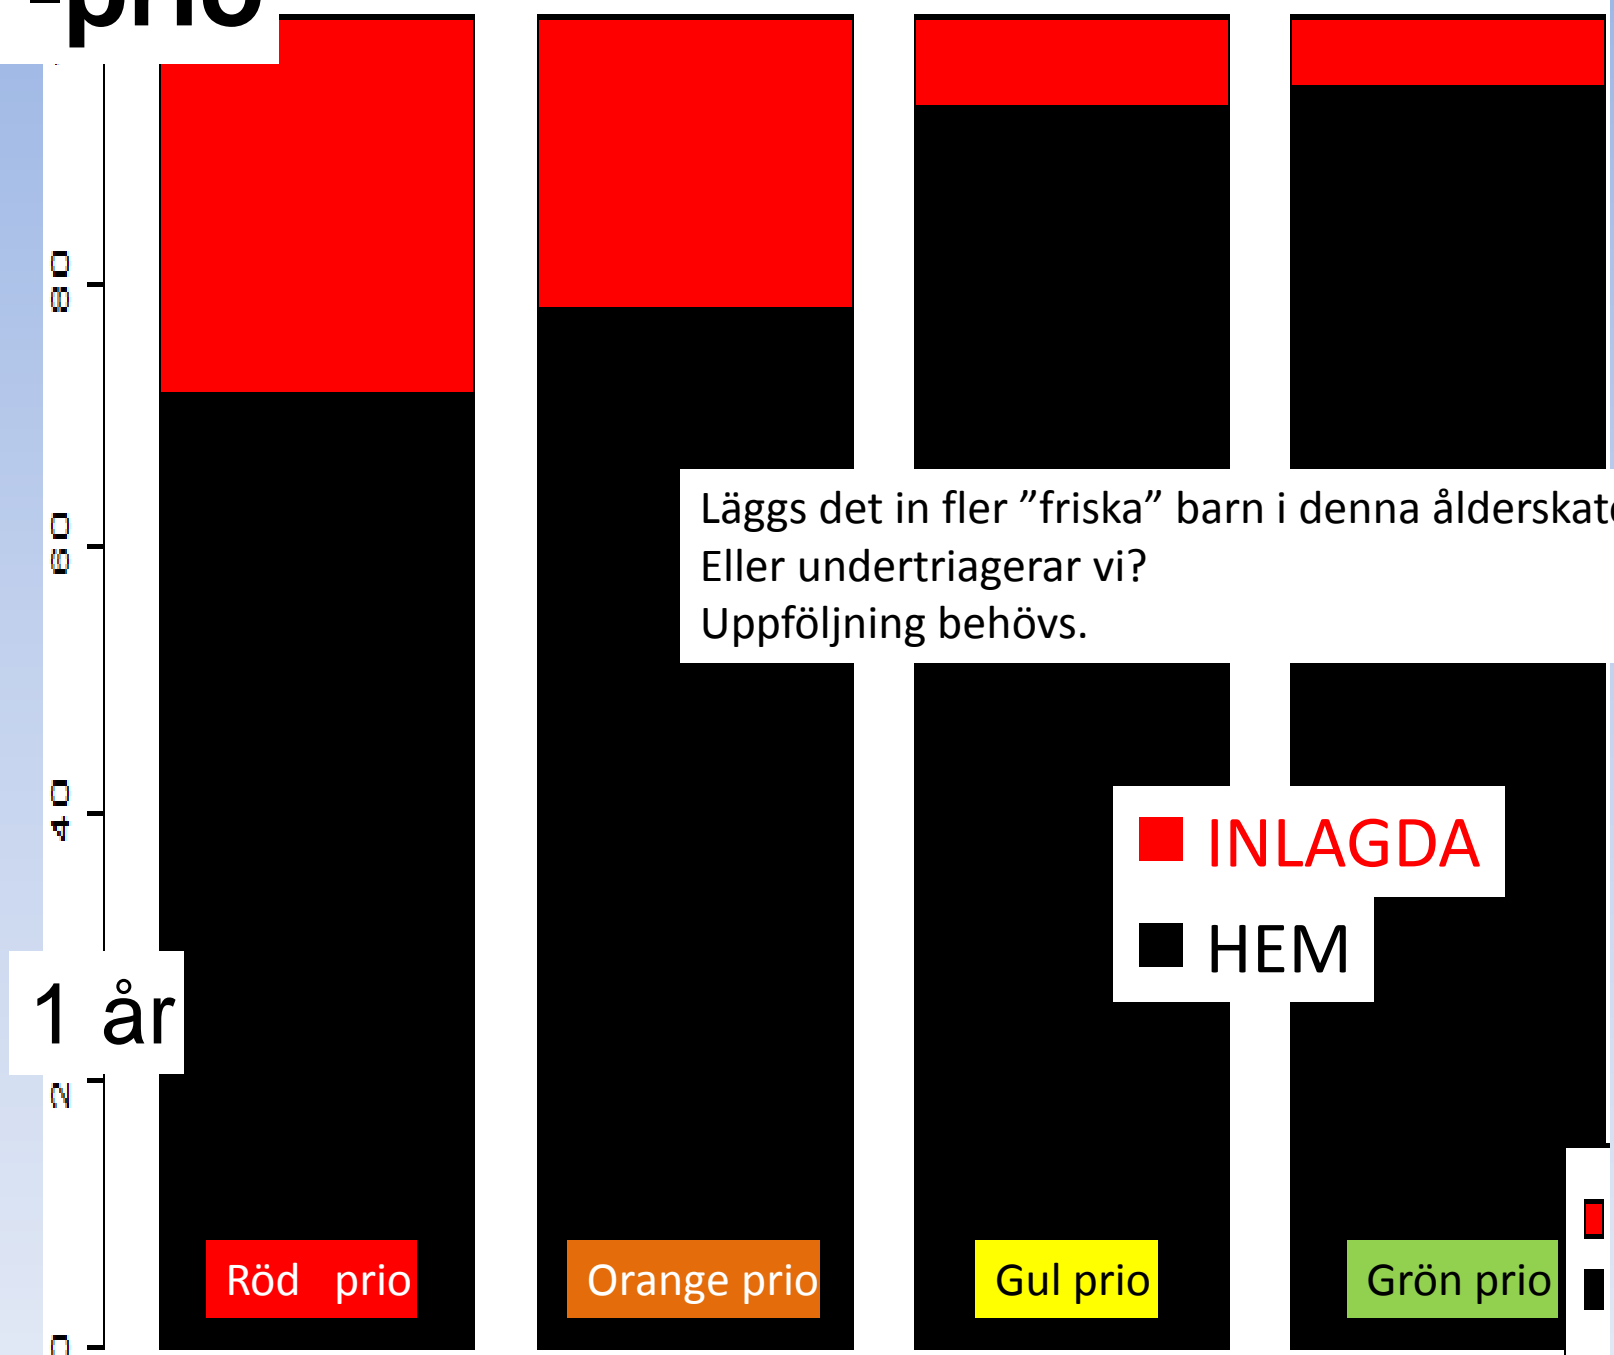 -prio
80
60
Läggs det in fler ”friska” barn i denna ålderskate
Eller undertriagerar vi?
Uppföljning behövs.
40
INLAGDA
HEM
1 år
2
Röd prio
Orange prio
Gul prio
Grön prio
0